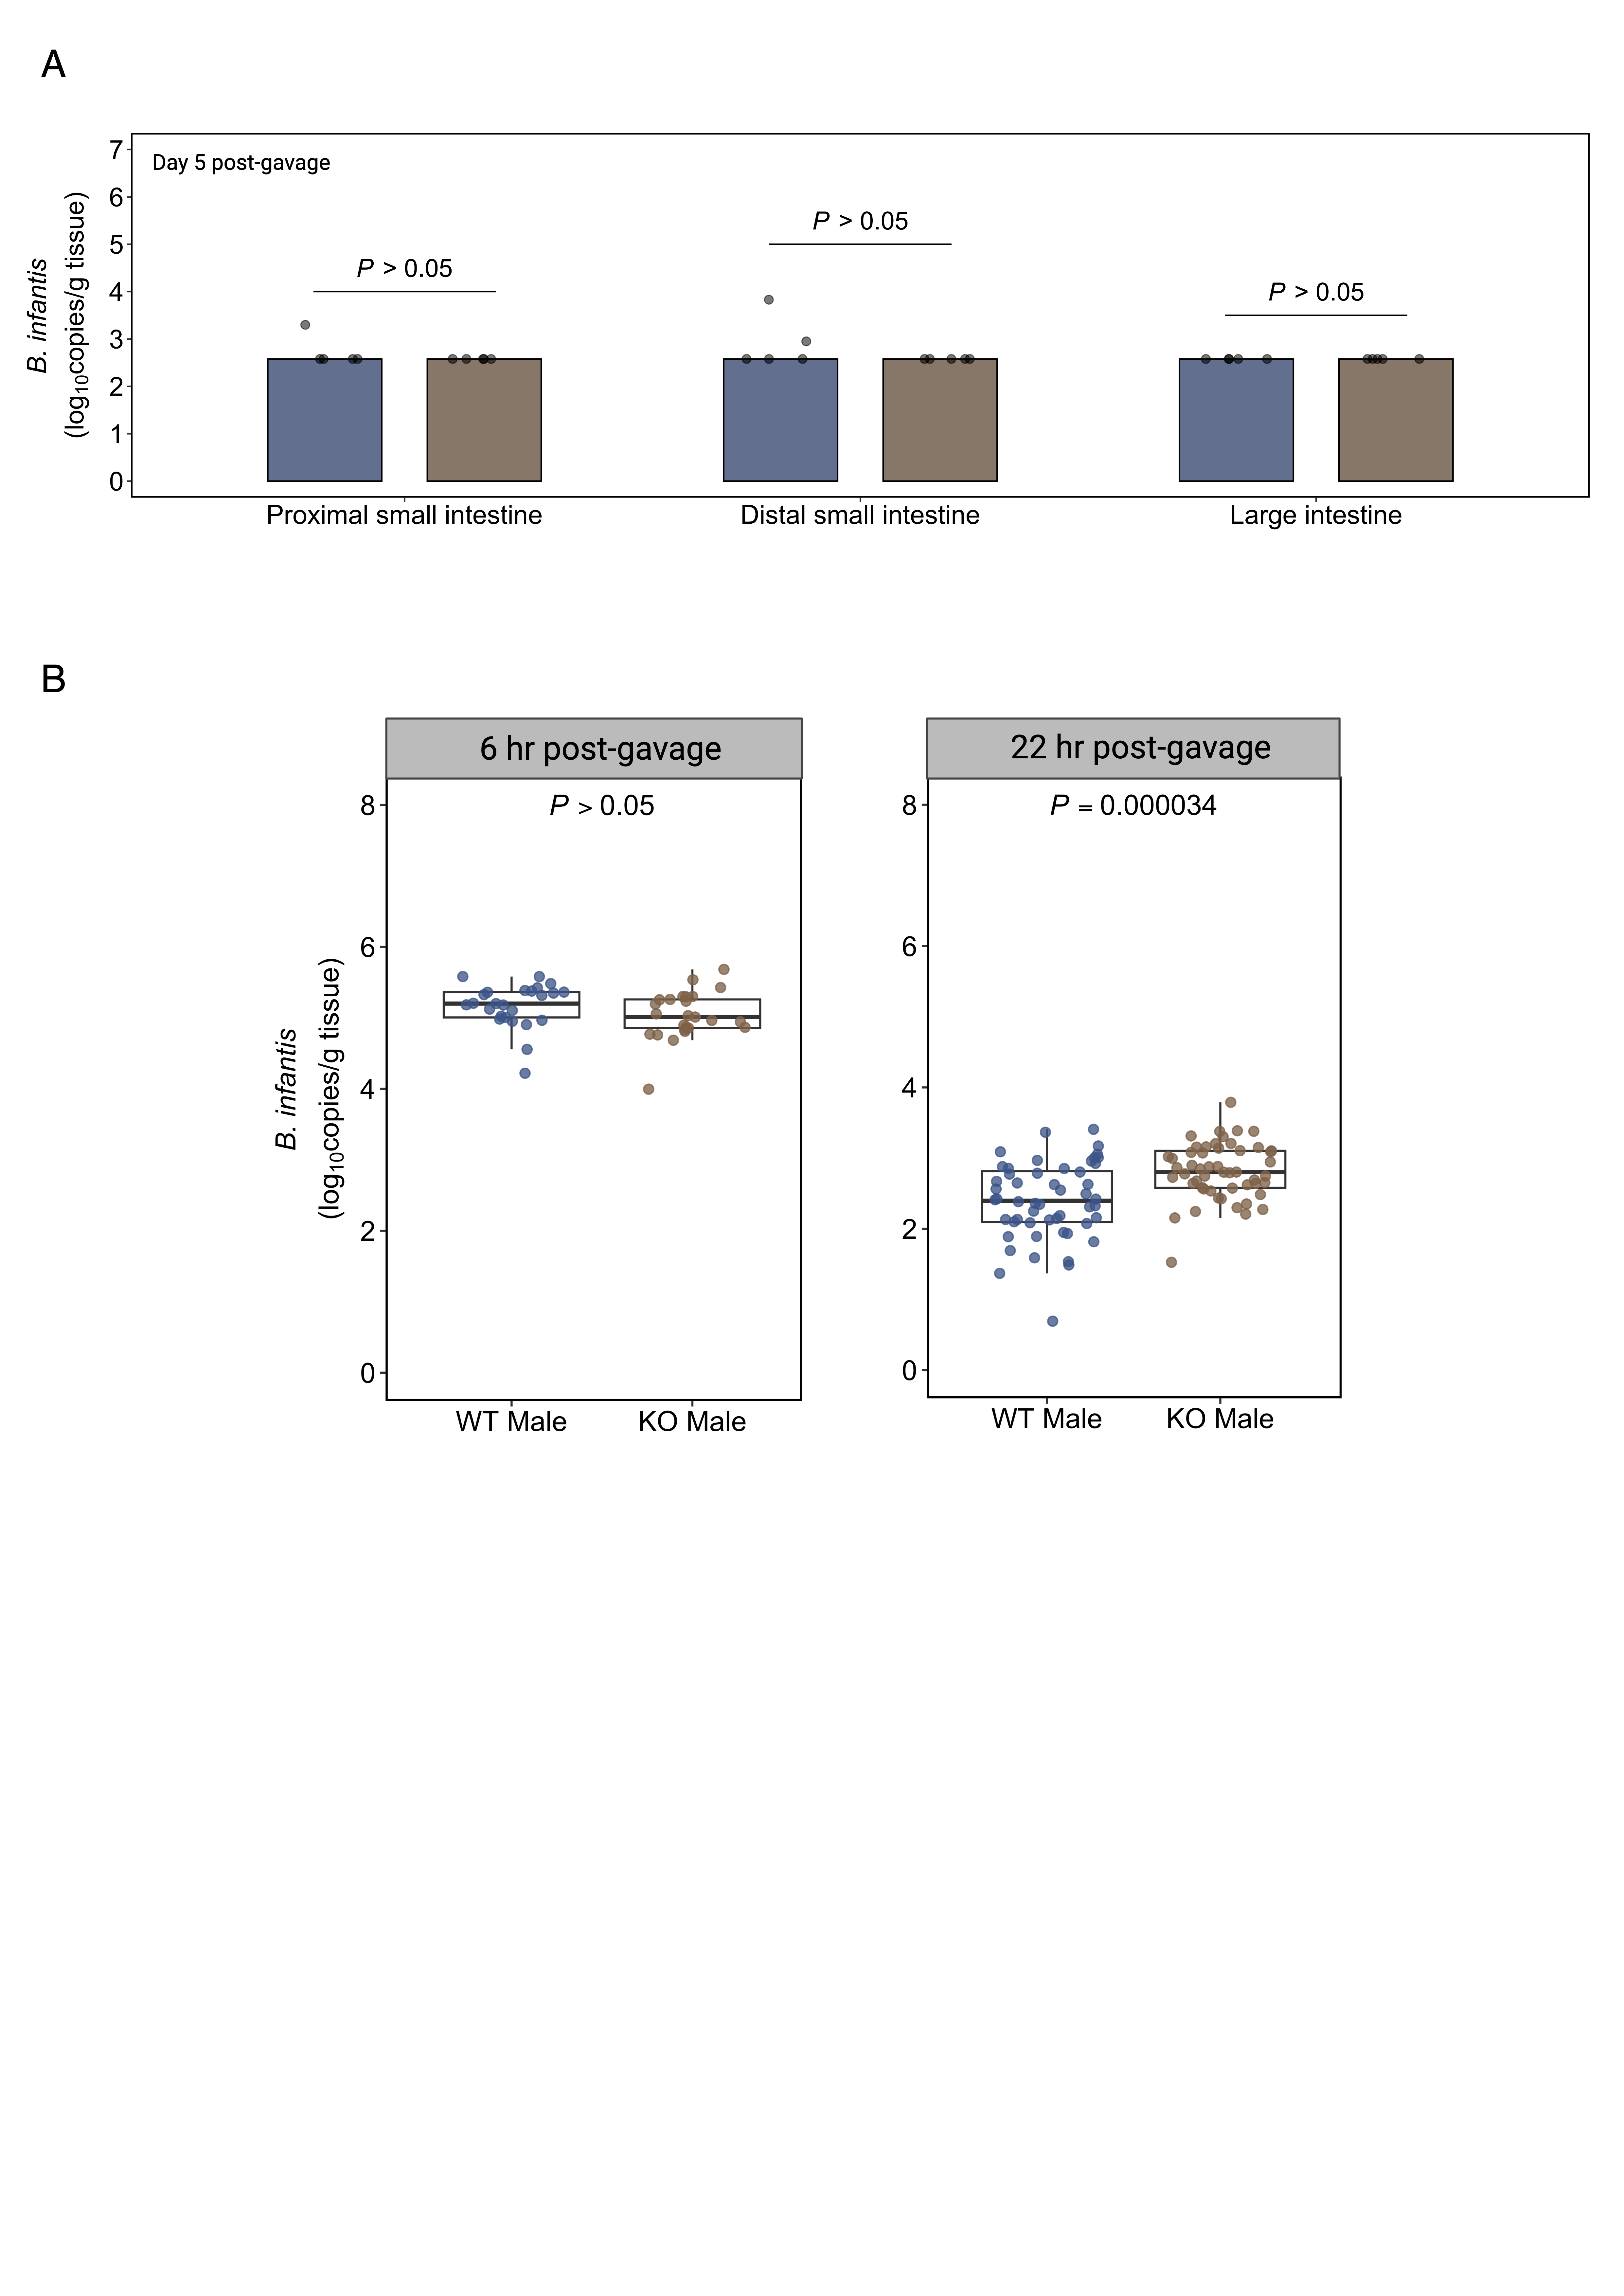 A
7
6
5
4
3
2
1
0
B. infantis
(log₁₀copies/g tissue)
Day 5 post-gavage
P > 0.05
P > 0.05
P > 0.05
Proximal small intestine
Distal small intestine
Large intestine
B
6 hr post-gavage
P > 0.05
8
6
4
2
0
B. infantis
(log₁₀copies/g tissue)
WT Male
KO Male
22 hr post-gavage
P = 0.000034
8
6
4
2
0
WT Male
KO Male